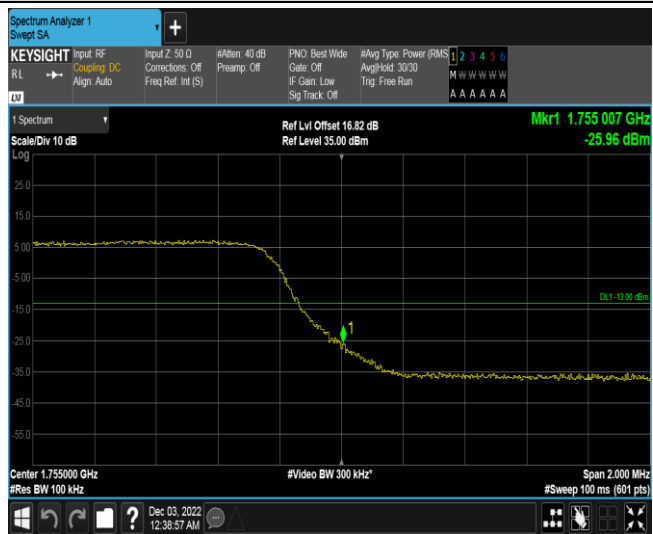 Spectrum Analyzer 1
Swept SA
+
KEYSIGHT
RL
LXI
Input: RF
Coupling: DC
Align: Auto
Input Z: 50 Ω
Corrections: Off
Freq Ref: Int (S)
#Atten: 40 dB
Preamp: Off
PNO: Best Wide
Gate: Off
IF Gain: Low
Sig Track: Off
#Avg Type: Power (RMS
Avg|Hold: 30/30
Trig: Free Run
1 2 3 4 5 6
M W W W W W
A A A A A A
1 Spectrum
Scale/Div 10 dB
Log
Ref Lvl Offset 16.82 dB
Ref Level 35.00 dBm
Mkr1 1.755 007 GHz
-25.96 dBm
25.0
15.0
5.00
-5.00
-15.0
-25.0
-35.0
-45.0
-55.0
DL1 -13.00 dBm
1
Center 1.755000 GHz
#Res BW 100 kHz
#Video BW 300 kHz*
Span 2.000 MHz
#Sweep 100 ms (601 pts)
?
Dec 03, 2022
12:38:57 AM